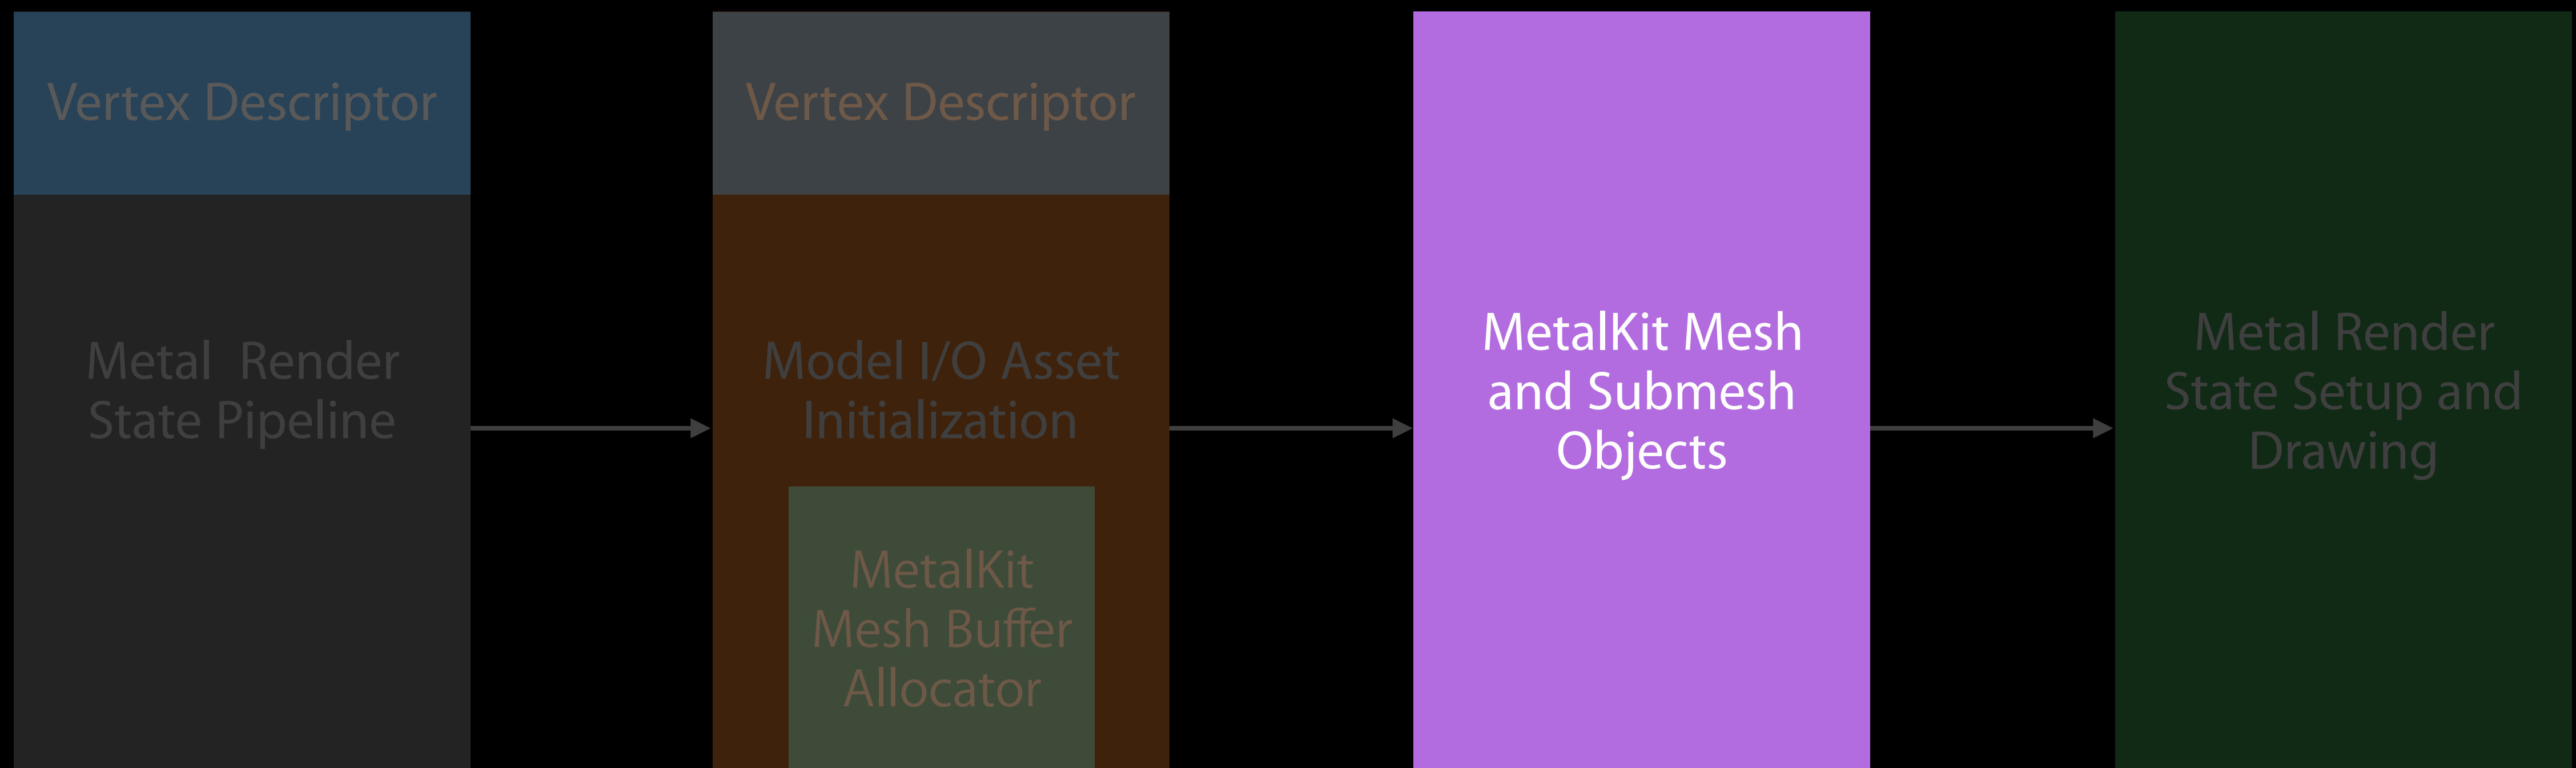 Vertex Descriptor
Metal Render
State Pipeline
Vertex Descriptor
Model I/O Asset
Initialization
MetalKit
Mesh Buffer
Allocator
MetalKit Mesh
and Submesh
Objects
Metal Render
State Setup and
Drawing